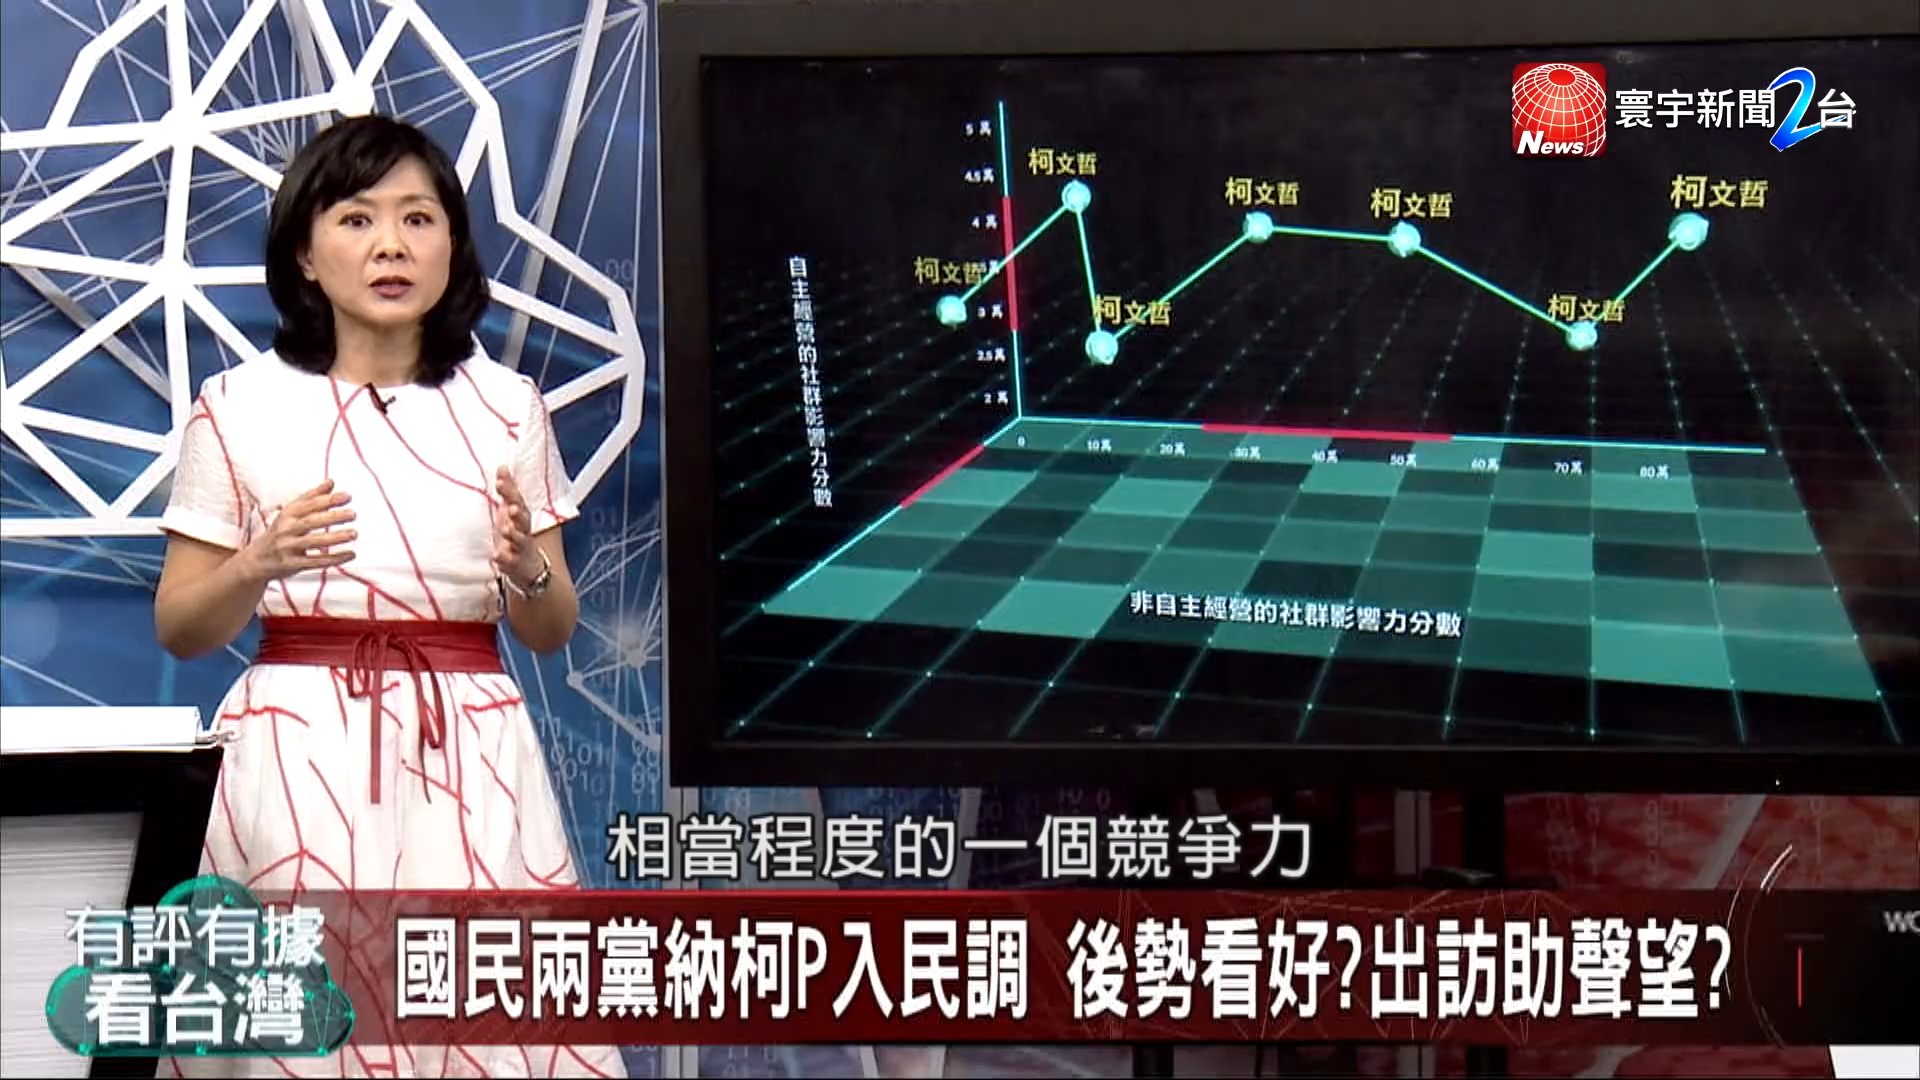 News 寰宇新聞2台
5萬
4.5萬
4萬
3萬
2.5萬
2萬
柯文哲
柯文哲
柯文哲
柯文哲
柯文哲
柯文哲
柯文哲
自主經營的社群影響力分數
0 10萬 20萬 30萬 40萬 50萬 60萬 70萬 80萬
非自主經營的社群影響力分數
相當程度的一個競爭力
有評有據
看台灣
國民兩黨納柯P入民調 後勢看好?出訪助聲望?